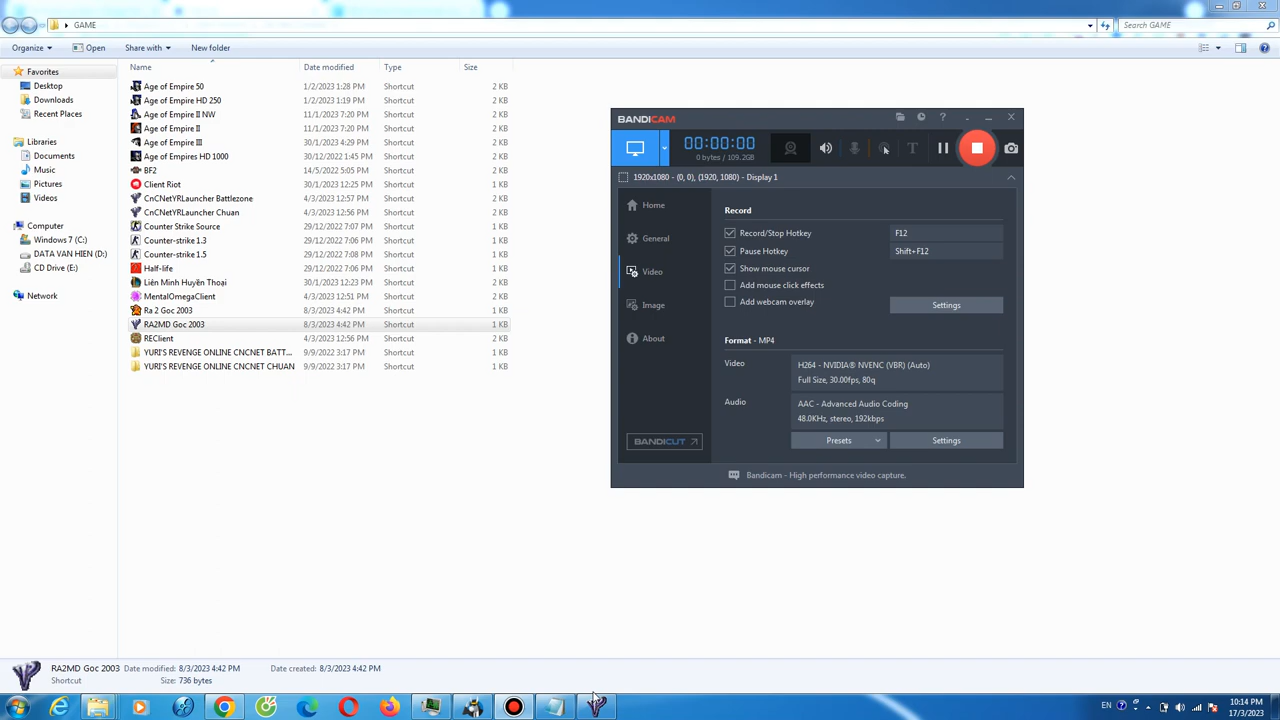 GAME
Search GAME
Organize
Open
Share with
New folder
Name
Date modified
Type
Size
Favorites
Desktop
Downloads
Recent Places
Libraries
Documents
Music
Pictures
Videos
Computer
Windows 7 (C:)
DATA VAN HIEN (D:)
CD Drive (E:)
Network
Age of Empire 50 1/2/2023 1:28 PM Shortcut 2 KB
Age of Empire HD 250 1/2/2023 1:19 PM Shortcut 2 KB
Age of Empire II NW 11/1/2023 7:20 PM Shortcut 2 KB
Age of Empire II 11/1/2023 7:20 PM Shortcut 2 KB
Age of Empire III 30/1/2023 4:29 PM Shortcut 2 KB
Age of Empires HD 1000 30/12/2022 1:45 PM Shortcut 2 KB
BF2 14/5/2022 5:05 PM Shortcut 2 KB
Client Riot 30/1/2023 12:25 PM Shortcut 2 KB
CnCNetYRLauncher Battlezone 4/3/2023 12:57 PM Shortcut 2 KB
CnCNetYRLauncher Chuan 4/3/2023 12:56 PM Shortcut 2 KB
Counter Strike Source 29/12/2022 7:08 PM Shortcut 2 KB
Counter-strike 1.3 29/12/2022 7:06 PM Shortcut 2 KB
Counter-strike 1.5 29/12/2022 7:06 PM Shortcut 2 KB
Half-life 29/12/2022 7:06 PM Shortcut 2 KB
Liên Minh Huyền Thoại 30/1/2023 12:23 PM Shortcut 2 KB
MentalOmegaClient 4/3/2023 12:51 PM Shortcut 2 KB
Ra 2 Goc 2003 8/3/2023 4:42 PM Shortcut 1 KB
RA2MD Goc 2003 8/3/2023 4:42 PM Shortcut 1 KB
REClient 4/3/2023 12:56 PM Shortcut 2 KB
YURI'S REVENGE ONLINE CNCNET BATT... 9/9/2022 3:17 PM Shortcut 1 KB
YURI'S REVENGE ONLINE CNCNET CHUAN 9/9/2022 3:17 PM Shortcut 1 KB
BANDICAM
00:00:00
0 bytes / 109.2GB
1920x1080 - (0, 0), (1920, 1080) - Display 1
Home
General
Video
Image
About
BANDICUT
Record
Record/Stop Hotkey F12
Pause Hotkey Shift+F12
Show mouse cursor
Add mouse click effects
Add webcam overlay
Settings
Format - MP4
Video
H264 - NVIDIA® NVENC (VBR) (Auto)
Full Size, 30.00fps, 80q
Audio
AAC - Advanced Audio Coding
48.0KHz, stereo, 192kbps
Presets
Settings
Bandicam - High performance video capture.
RA2MD Goc 2003 Date modified: 8/3/2023 4:42 PM Date created: 8/3/2023 4:42 PM
Shortcut Size: 736 bytes
EN
10:14 PM
17/3/2023